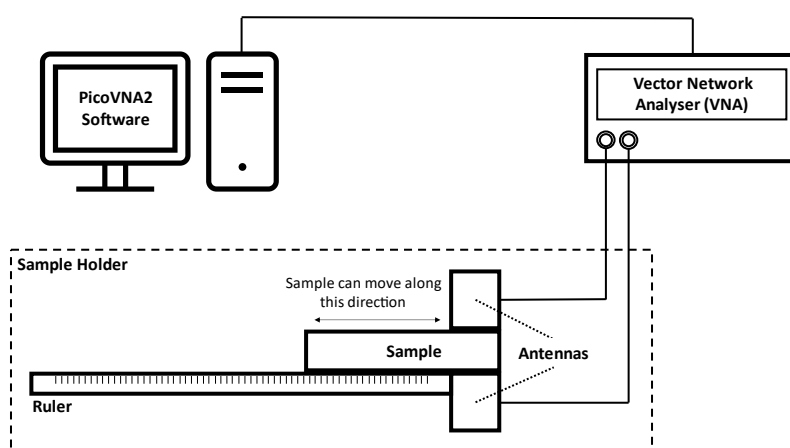 PicoVNA2
Software
Vector Network
Analyser (VNA)
Sample Holder
Sample can move along
this direction
Sample
Antennas
Ruler